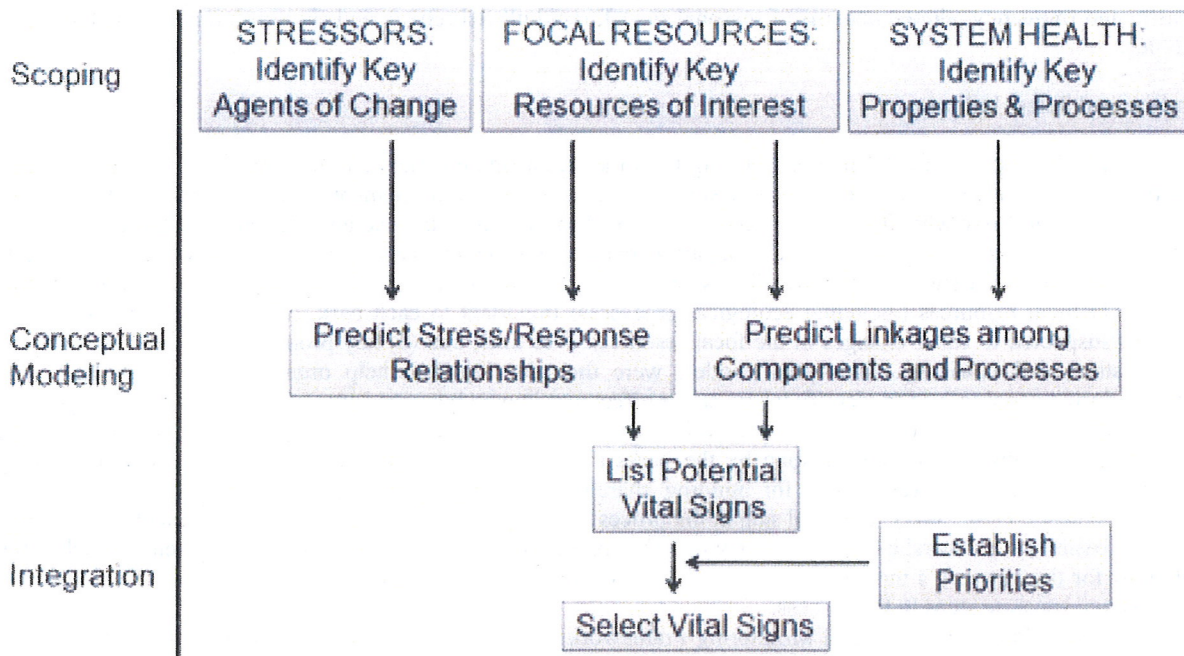 Scoping
STRESSORS:
Identify Key
Agents of Change
FOCAL RESOURCES:
Identify Key
Resources of Interest
SYSTEM HEALTH:
Identify Key
Properties & Processes
Conceptual
Modeling
Predict Stress/Response
Relationships
Predict Linkages among
Components and Processes
List Potential
Vital Signs
Integration
Establish
Priorities
Select Vital Signs